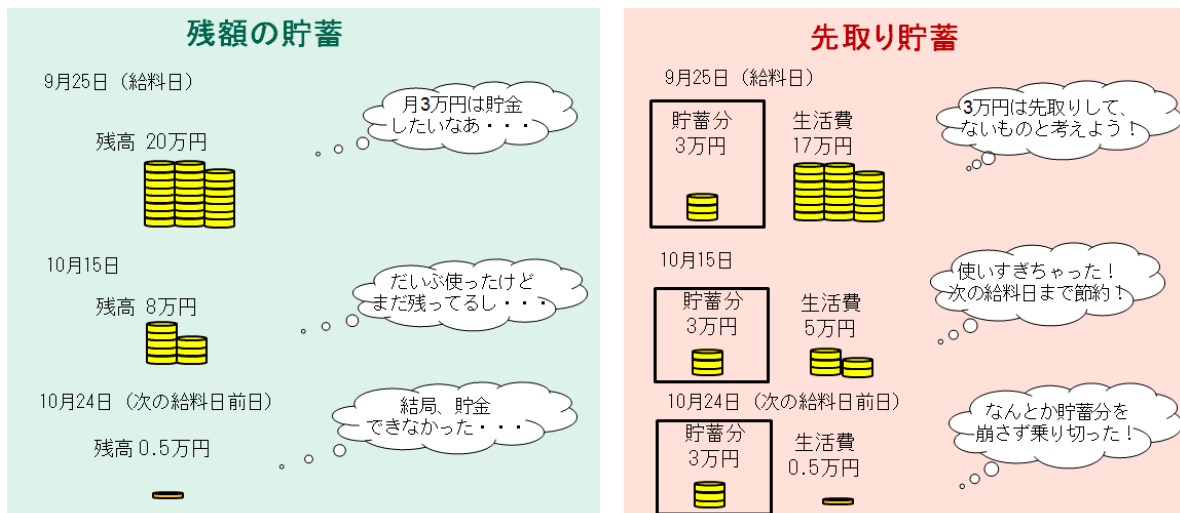 残額の貯蓄
9月25日（給料日）
月3万円は貯金
したいなあ・・・
残高 20万円
10月15日
だいぶ使ったけど
まだ残ってるし・・・
残高 8万円
10月24日（次の給料日前日）
結局、貯金
できなかった・・・
残高 0.5万円
先取り貯蓄
9月25日（給料日）
貯蓄分
3万円
生活費
17万円
3万円は先取りして、
ないものと考えよう！
10月15日
貯蓄分
3万円
生活費
5万円
使いすぎちゃった！
次の給料日まで節約！
10月24日（次の給料日前日）
貯蓄分
3万円
生活費
0.5万円
なんとか貯蓄分を
崩さず乗り切った！